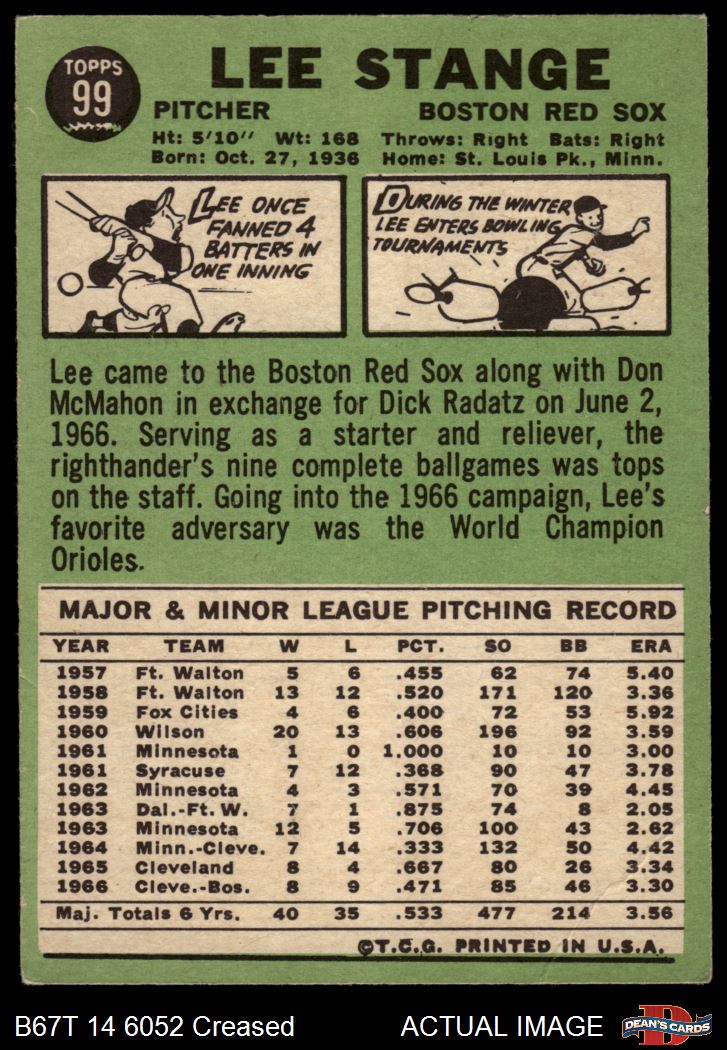 TOPPS
99
LEE STANGE
PITCHER BOSTON RED SOX
Ht: 5'10" Wt: 168 Throws: Right Bats: Right
Born: Oct. 27, 1936 Home: St. Louis Pk., Minn.
LEE ONCE
FANNED 4
BATTERS IN
ONE INNING
DURING THE WINTER
LEE ENTERS BOWLING
TOURNAMENTS
Lee came to the Boston Red Sox along with Don
McMahon in exchange for Dick Radatz on June 2,
1966. Serving as a starter and reliever, the
righthander's nine complete ballgames was tops
on the staff. Going into the 1966 campaign, Lee's
favorite adversary was the World Champion
Orioles.
MAJOR & MINOR LEAGUE PITCHING RECORD
YEAR TEAM W L PCT. SO BB ERA
1957 Ft. Walton 5 6 .455 62 74 5.40
1958 Ft. Walton 13 12 .520 171 120 3.36
1959 Fox Cities 4 6 .400 72 53 5.92
1960 Wilson 20 13 .606 196 92 3.59
1961 Minnesota 1 0 1.000 10 10 3.00
1961 Syracuse 7 12 .368 90 47 3.78
1962 Minnesota 4 3 .571 70 39 4.45
1963 Dal.-Ft. W. 7 1 .875 74 8 2.05
1963 Minnesota 12 5 .706 100 43 2.62
1964 Minn.-Cleve. 7 14 .333 132 50 4.42
1965 Cleveland 8 4 .667 80 26 3.34
1966 Cleve.-Bos. 8 9 .471 85 46 3.30
Maj. Totals 6 Yrs. 40 35 .533 477 214 3.56
©T.C.G. PRINTED IN U.S.A.
B67T 14 6052 Creased ACTUAL IMAGE
D
DEAN'S CARDS